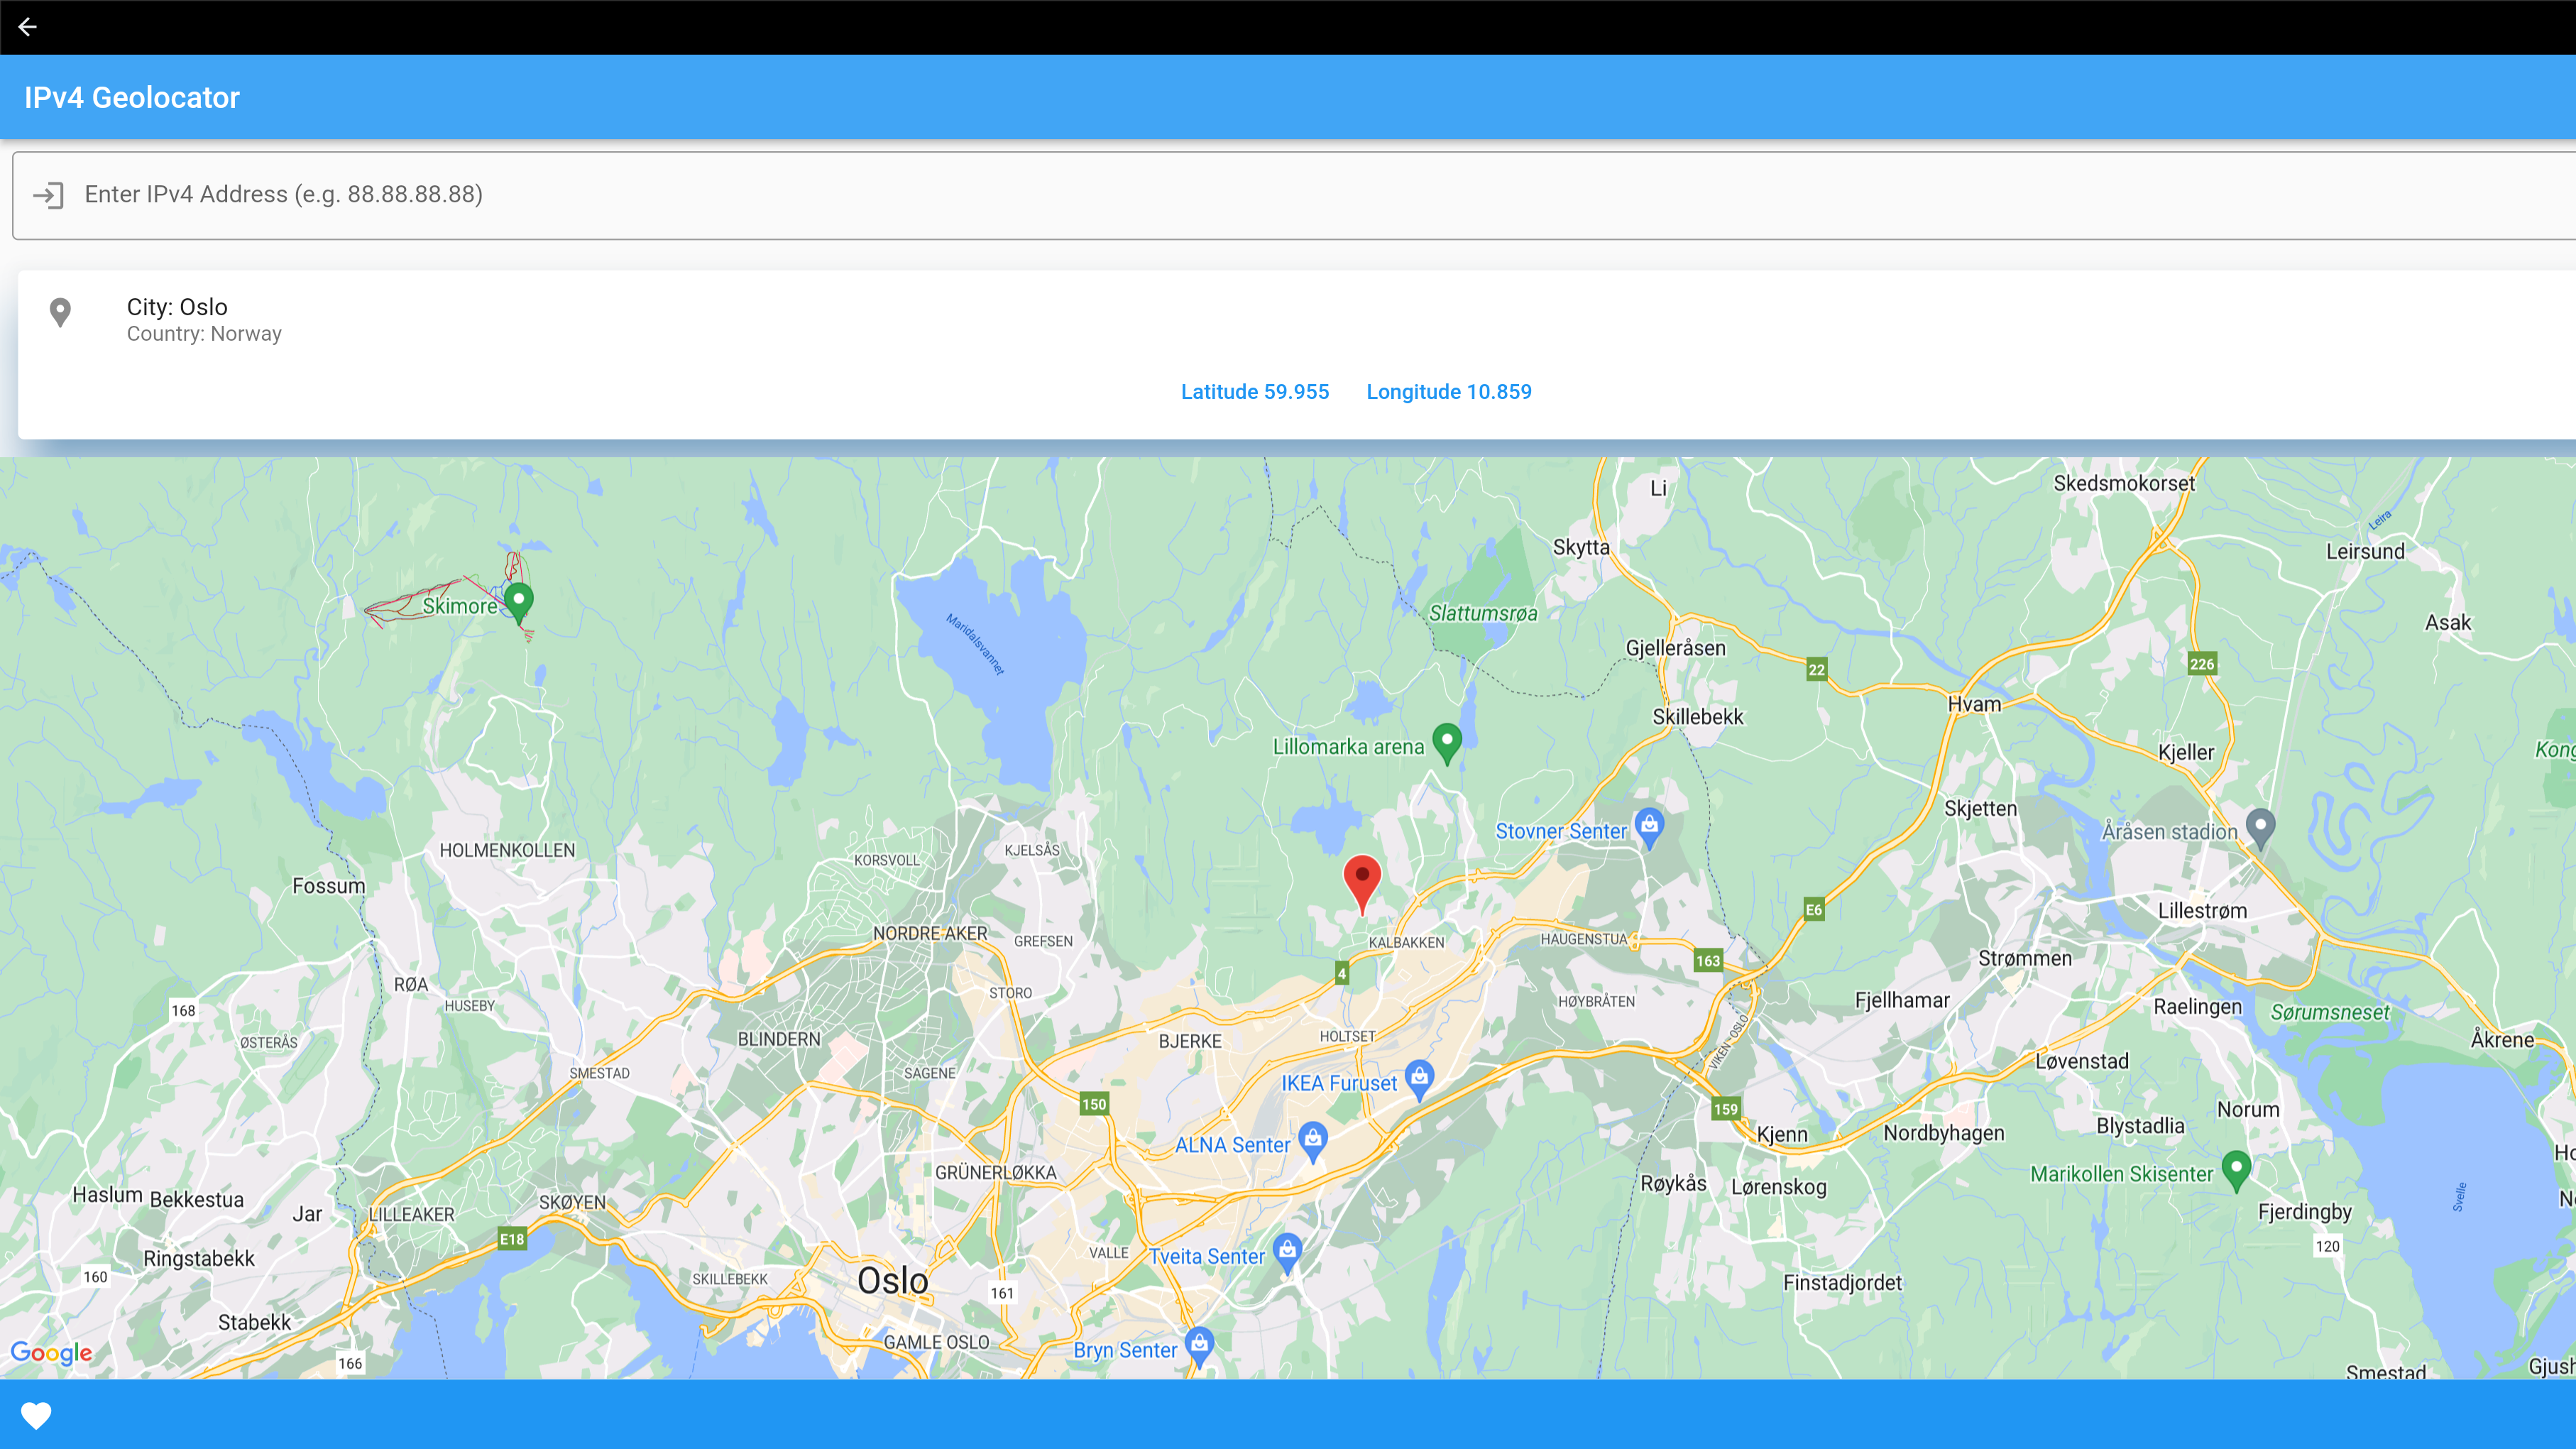 IPv4 Geolocator
Enter IPv4 Address (e.g. 88.88.88.88)
City: Oslo
Country: Norway
Latitude 59.955
Longitude 10.859
Li
Skedsmokorset
Leira
Skytta
Leirsund
Skimore
Slattumsrøa
Asak
Maridalsvannet
Gjelleråsen
22
226
Hvam
Skillebekk
Lillomarka arena
Kjeller
Kong
Skjetten
Stovner Senter
Åråsen stadion
HOLMENKOLLEN
KORSVOLL
KJELSÅS
Fossum
E6
Lillestrøm
NORDRE AKER
GREFSEN
KALBAKKEN
HAUGENSTUA
163
Strømmen
4
RØA
HUSEBY
STORO
HØYBRÅTEN
Fjellhamar
Raelingen
Sørumsneset
168
ØSTERÅS
BLINDERN
BJERKE
HOLTSET
VIKEN
OSLO
Åkrene
Løvenstad
SMESTAD
SAGENE
IKEA Furuset
150
159
Norum
Blystadlia
Kjenn
Nordbyhagen
ALNA Senter
GRÜNERLØKKA
Marikollen Skisenter
Røykås
Lørenskog
Haslum
Bekkestua
Jar
LILLEAKER
SKØYEN
Svelle
Fjerdingby
E18
120
VALLE
Tveita Senter
Ringstabekk
160
SKILLEBEKK
Oslo
161
Finstadjordet
Stabekk
GAMLE OSLO
Bryn Senter
Google
166
Smestad
Gjush